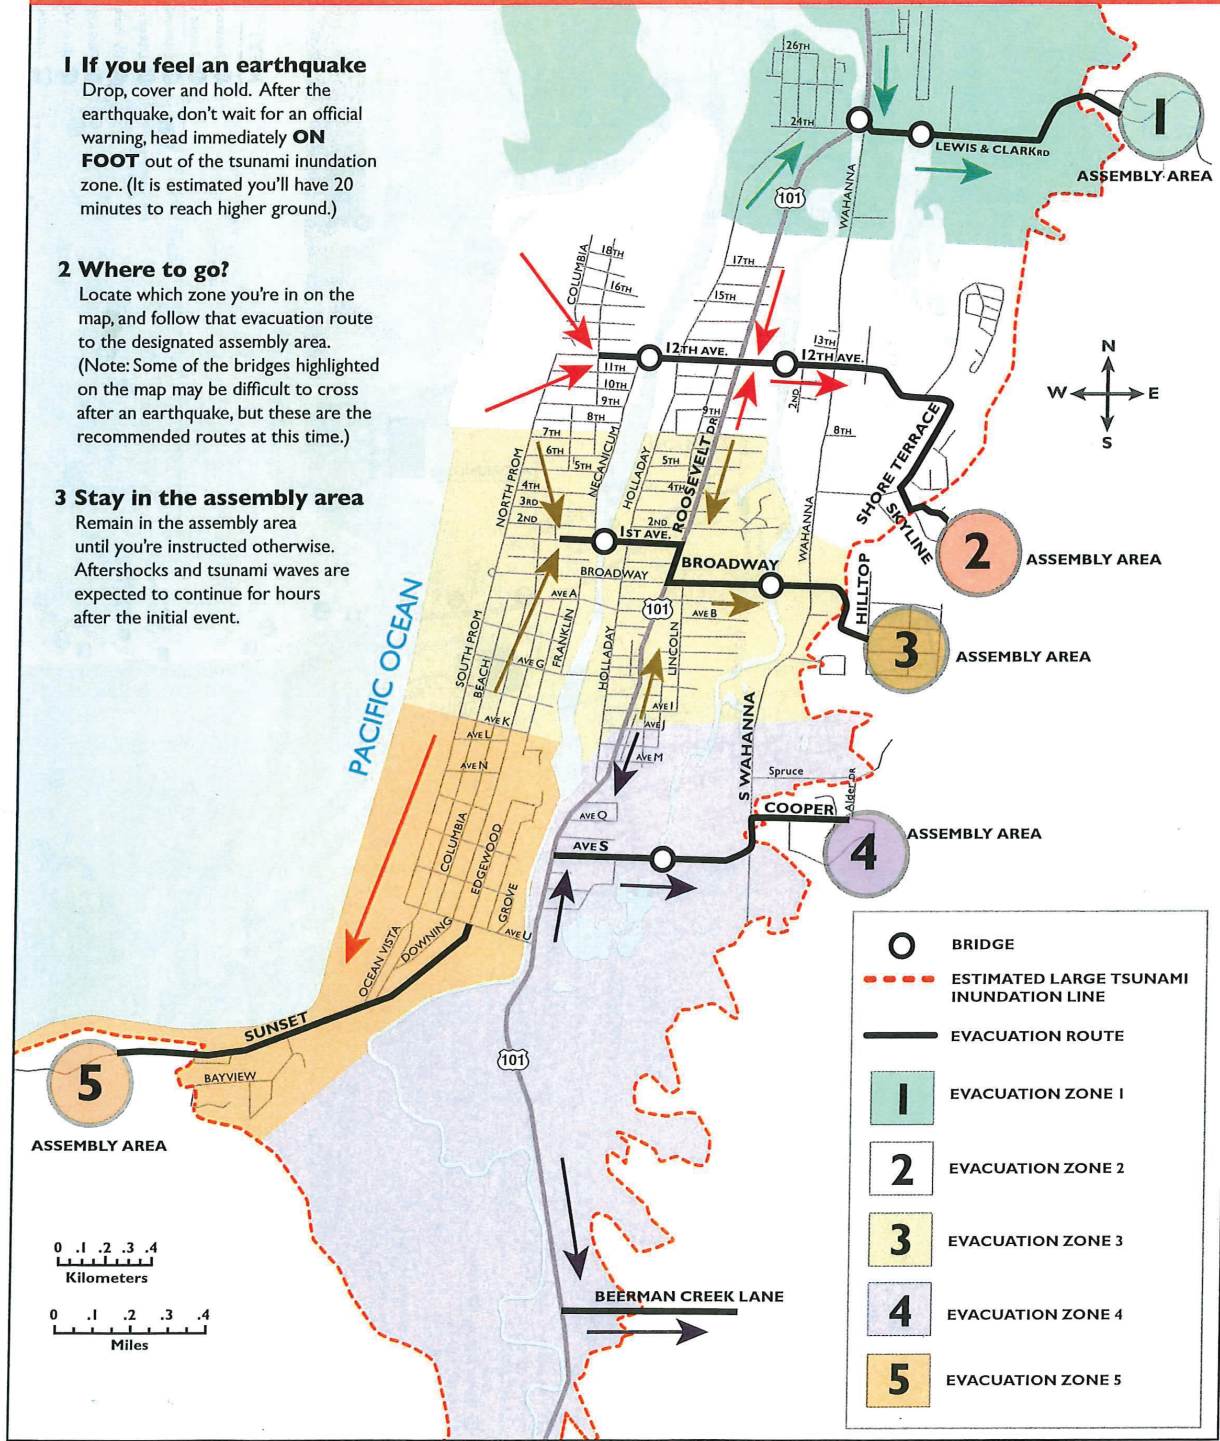 1 If you feel an earthquake
Drop, cover and hold. After the
earthquake, don't wait for an official
warning, head immediately ON
FOOT out of the tsunami inundation
zone. (It is estimated you'll have 20
minutes to reach higher ground.)
2 Where to go?
Locate which zone you're in on the
map, and follow that evacuation route
to the designated assembly area.
(Note: Some of the bridges highlighted
on the map may be difficult to cross
after an earthquake, but these are the
recommended routes at this time.)
3 Stay in the assembly area
Remain in the assembly area
until you're instructed otherwise.
Aftershocks and tsunami waves are
expected to continue for hours
after the initial event.
PACIFIC OCEAN
26TH
24TH
LEWIS & CLARK RD
1
ASSEMBLY AREA
101
WAHANNA
COLUMBIA
18TH
16TH
17TH
15TH
12TH AVE.
13TH
12TH AVE.
11TH
10TH
9TH
8TH
7TH
6TH
5TH
4TH
3RD
2ND
NORTH PROM
NECANICUM
HOLLADAY
9TH
5TH
4TH
2ND
ROOSEVELT DR
2ND
8TH
WAHANNA
N
W E
S
SHORE TERRACE
SKYLINE
2
ASSEMBLY AREA
1ST AVE.
BROADWAY
BROADWAY
HILLTOP
3
ASSEMBLY AREA
101
AVE A
AVE B
SOUTH PROM
BEACH
AVE G
FRANKLIN
HOLLADAY
LINCOLN
AVE I
AVE J
AVE K
AVE L
AVE M
AVE N
S WAHANNA
Spruce
Alder DR
COOPER
4
ASSEMBLY AREA
AVE Q
AVE S
COLUMBIA
EDGEWOOD
GROVE
AVE U
OCEAN VISTA
DOWNING
SUNSET
BAYVIEW
5
ASSEMBLY AREA
101
BEERMAN CREEK LANE
0 .1 .2 .3 .4
Kilometers
0 .1 .2 .3 .4
Miles
BRIDGE
ESTIMATED LARGE TSUNAMI
INUNDATION LINE
EVACUATION ROUTE
1 EVACUATION ZONE 1
2 EVACUATION ZONE 2
3 EVACUATION ZONE 3
4 EVACUATION ZONE 4
5 EVACUATION ZONE 5